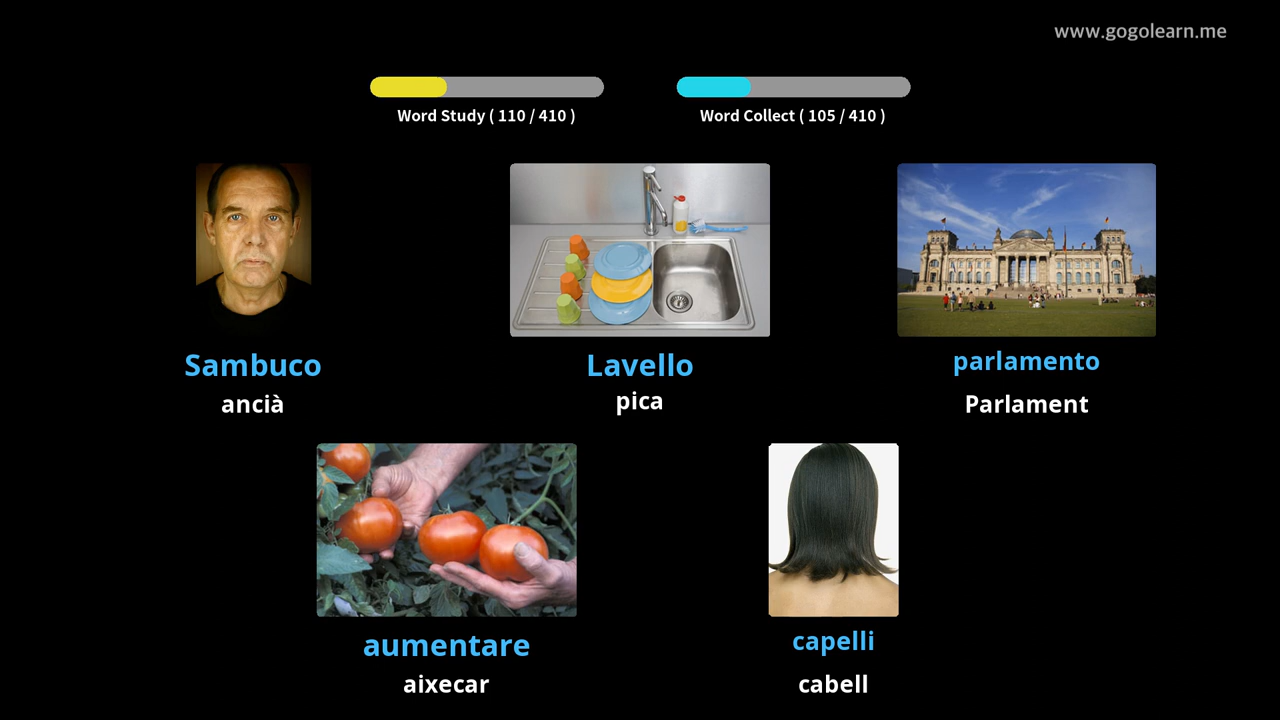 www.gogolearn.me
Word Study ( 110 / 410 )
Word Collect ( 105 / 410 )
Sambuco
ancià
Lavello
pica
parlamento
Parlament
aumentare
aixecar
capelli
cabell